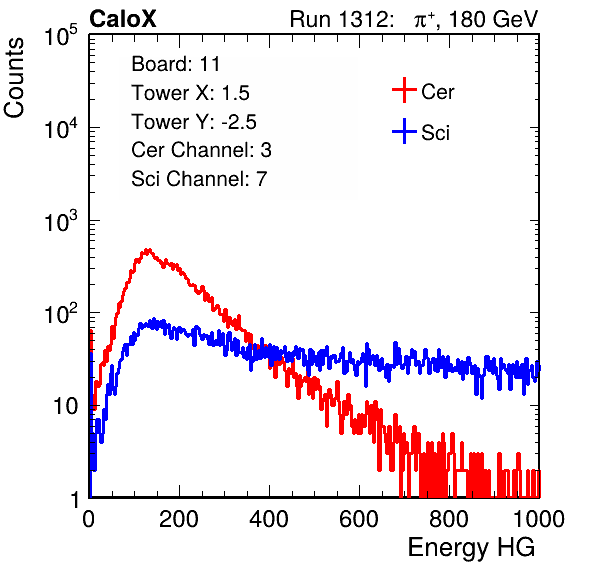 CaloX
Run 1312: π⁺, 180 GeV
Counts
10⁵
10⁴
10³
10²
10
1
Board: 11
Tower X: 1.5
Tower Y: -2.5
Cer Channel: 3
Sci Channel: 7
Cer
Sci
0 200 400 600 800 1000
Energy HG